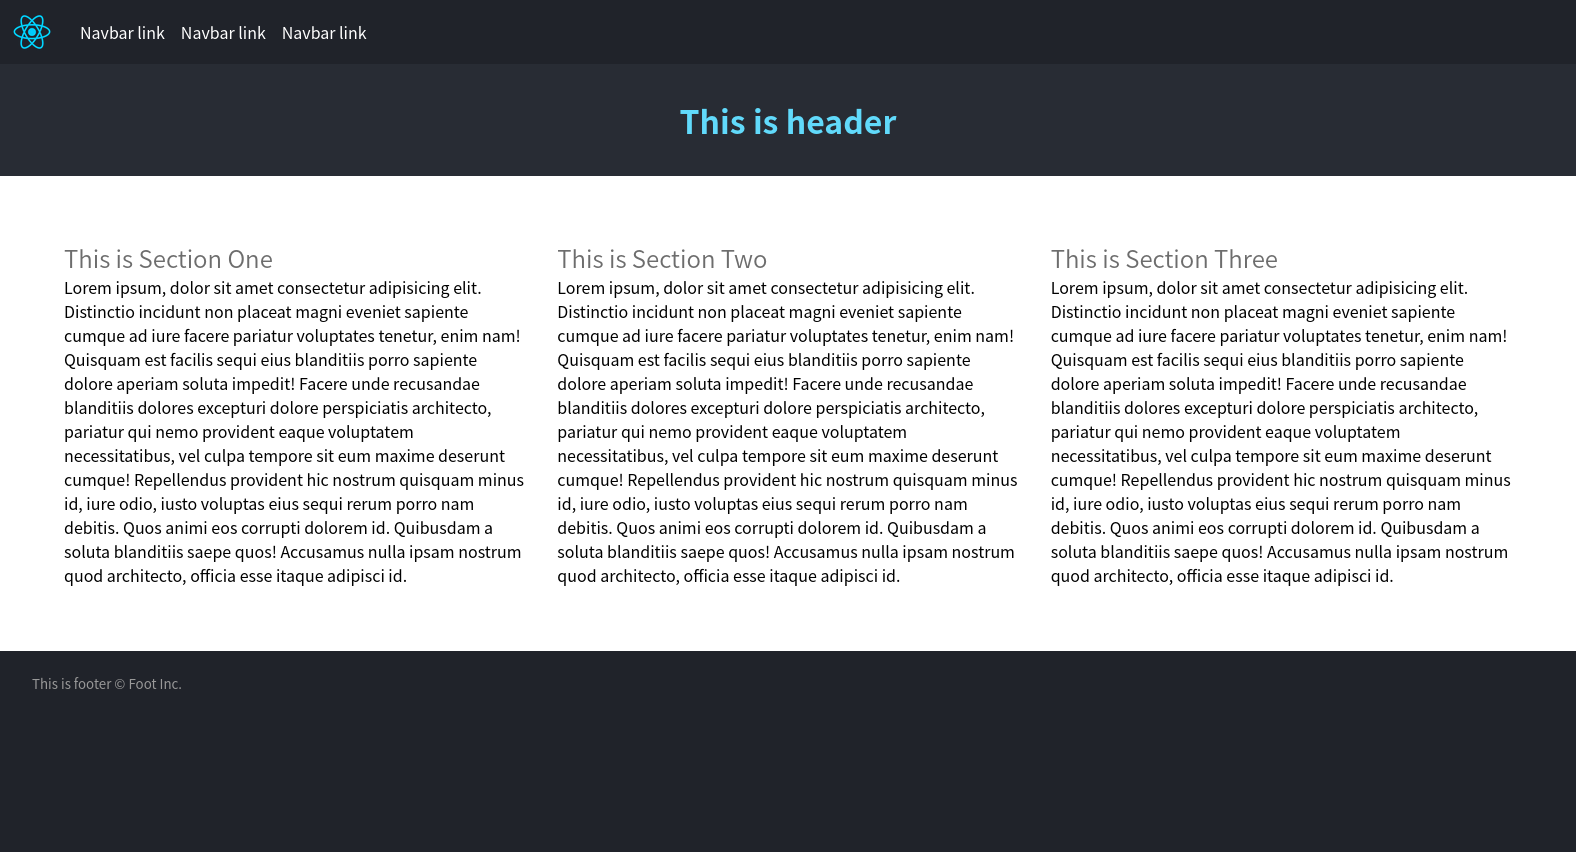 Navbar link Navbar link Navbar link
This is header
This is Section One
Lorem ipsum, dolor sit amet consectetur adipisicing elit.
Distinctio incidunt non placeat magni eveniet sapiente
cumque ad iure facere pariatur voluptates tenetur, enim nam!
Quisquam est facilis sequi eius blanditiis porro sapiente
dolore aperiam soluta impedit! Facere unde recusandae
blanditiis dolores excepturi dolore perspiciatis architecto,
pariatur qui nemo provident eaque voluptatem
necessitatibus, vel culpa tempore sit eum maxime deserunt
cumque! Repellendus provident hic nostrum quisquam minus
id, iure odio, iusto voluptas eius sequi rerum porro nam
debitis. Quos animi eos corrupti dolorem id. Quibusdam a
soluta blanditiis saepe quos! Accusamus nulla ipsam nostrum
quod architecto, officia esse itaque adipisci id.
This is Section Two
Lorem ipsum, dolor sit amet consectetur adipisicing elit.
Distinctio incidunt non placeat magni eveniet sapiente
cumque ad iure facere pariatur voluptates tenetur, enim nam!
Quisquam est facilis sequi eius blanditiis porro sapiente
dolore aperiam soluta impedit! Facere unde recusandae
blanditiis dolores excepturi dolore perspiciatis architecto,
pariatur qui nemo provident eaque voluptatem
necessitatibus, vel culpa tempore sit eum maxime deserunt
cumque! Repellendus provident hic nostrum quisquam minus
id, iure odio, iusto voluptas eius sequi rerum porro nam
debitis. Quos animi eos corrupti dolorem id. Quibusdam a
soluta blanditiis saepe quos! Accusamus nulla ipsam nostrum
quod architecto, officia esse itaque adipisci id.
This is Section Three
Lorem ipsum, dolor sit amet consectetur adipisicing elit.
Distinctio incidunt non placeat magni eveniet sapiente
cumque ad iure facere pariatur voluptates tenetur, enim nam!
Quisquam est facilis sequi eius blanditiis porro sapiente
dolore aperiam soluta impedit! Facere unde recusandae
blanditiis dolores excepturi dolore perspiciatis architecto,
pariatur qui nemo provident eaque voluptatem
necessitatibus, vel culpa tempore sit eum maxime deserunt
cumque! Repellendus provident hic nostrum quisquam minus
id, iure odio, iusto voluptas eius sequi rerum porro nam
debitis. Quos animi eos corrupti dolorem id. Quibusdam a
soluta blanditiis saepe quos! Accusamus nulla ipsam nostrum
quod architecto, officia esse itaque adipisci id.
This is footer © Foot Inc.